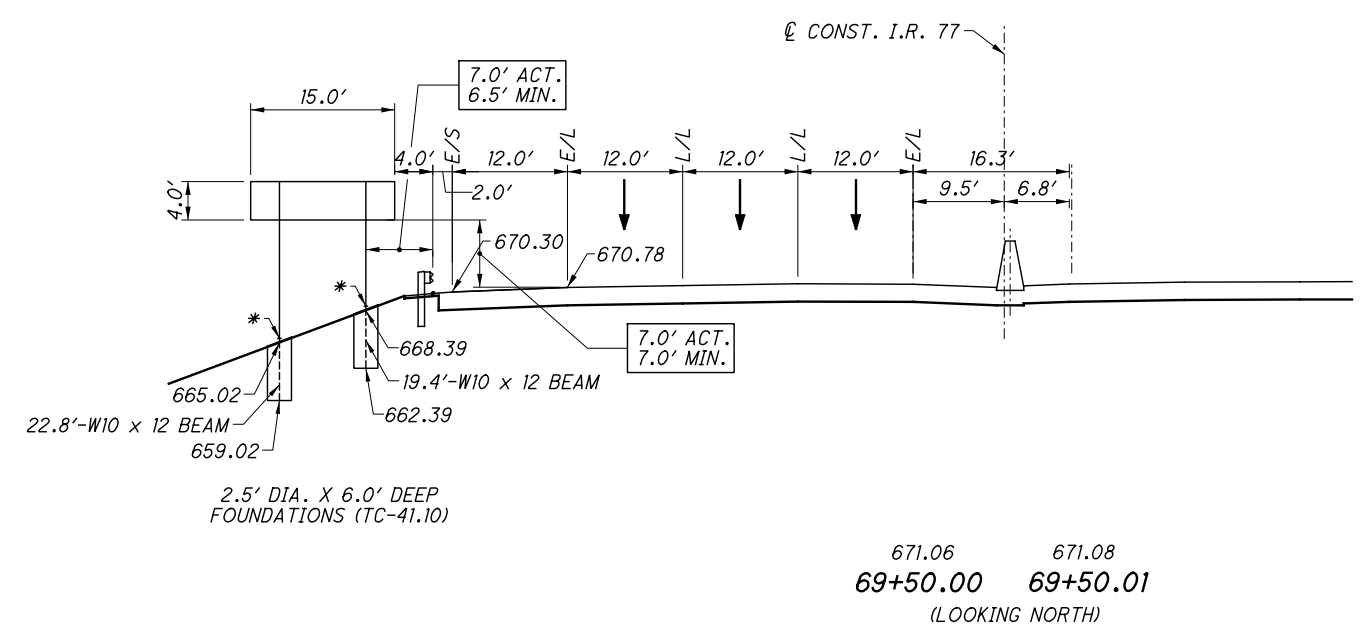 ℄ CONST. I.R. 77
7.0' ACT.
6.5' MIN.
15.0'
E/S
E/L
L/L
L/L
E/L
4.0'
12.0'
12.0'
12.0'
12.0'
16.3'
2.0'
9.5'
6.8'
4.0'
670.30
670.78
*
*
7.0' ACT.
7.0' MIN.
668.39
665.02
19.4'-W10 x 12 BEAM
22.8'-W10 x 12 BEAM
662.39
659.02
2.5' DIA. X 6.0' DEEP
FOUNDATIONS (TC-41.10)
671.06 671.08
69+50.00 69+50.01
(LOOKING NORTH)